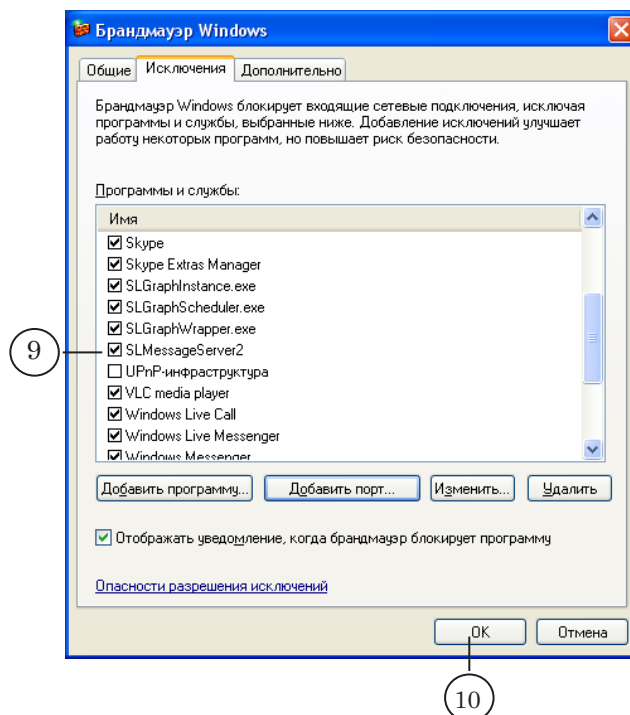 Брандмауэр Windows
Общие Исключения Дополнительно
Брандмауэр Windows блокирует входящие сетевые подключения, исключая
программы и службы, выбранные ниже. Добавление исключений улучшает
работу некоторых программ, но повышает риск безопасности.
Программы и службы:
Имя
Skype
Skype Extras Manager
SLGraphInstance.exe
SLGraphScheduler.exe
SLGraphWrapper.exe
9 SLMessageServer2
UPnP-инфраструктура
VLC media player
Windows Live Call
Windows Live Messenger
Windows Messenger
Добавить программу... Добавить порт... Изменить... Удалить
Отображать уведомление, когда брандмауэр блокирует программу
Опасности разрешения исключений
OK Отмена
10